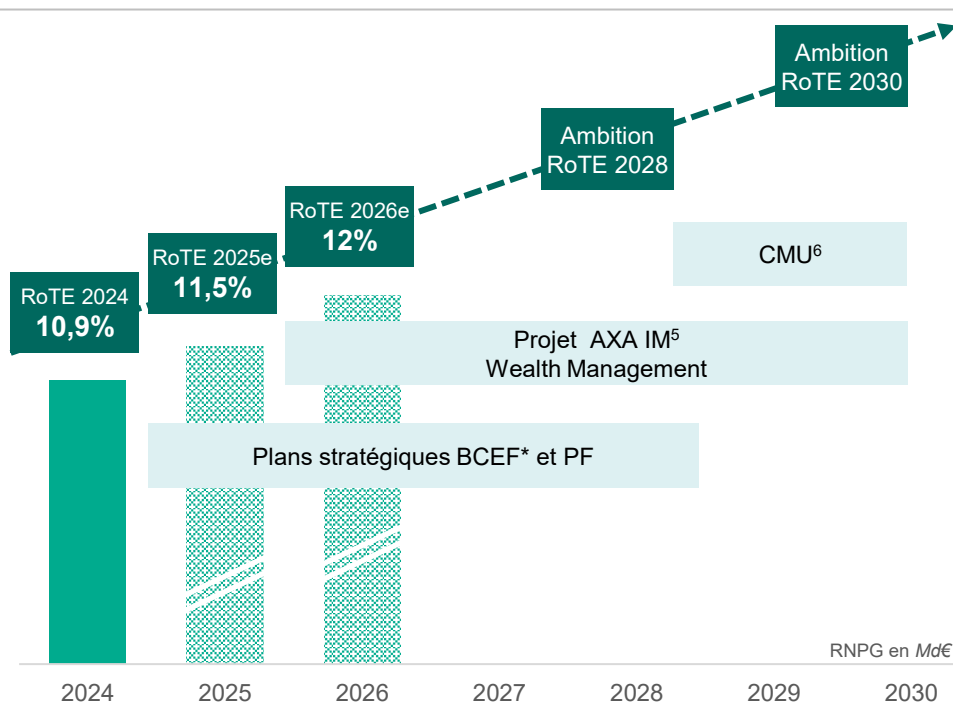 Ambition
RoTE 2030
Ambition
RoTE 2028
RoTE 2026e
12%
RoTE 2025e
11,5%
RoTE 2024
10,9%
CMU⁶
Projet AXA IM⁵
Wealth Management
Plans stratégiques BCEF* et PF
RNPG en Md€
2024 2025 2026 2027 2028 2029 2030